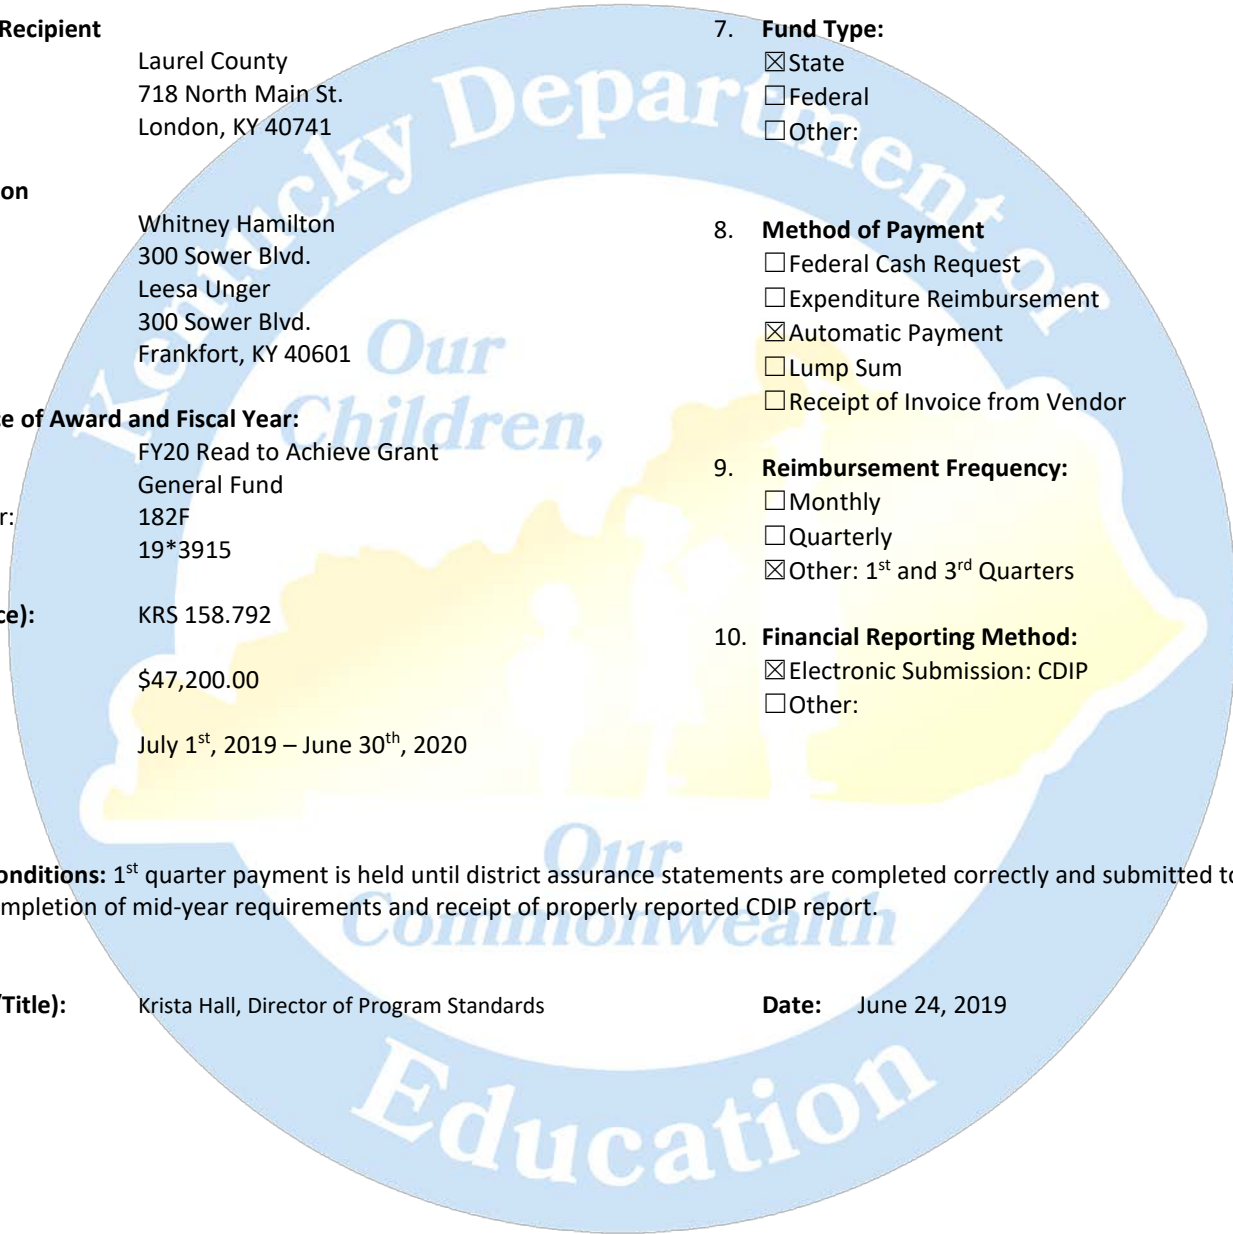 Recipient
Laurel County
718 North Main St.
London, KY 40741
on
Whitney Hamilton
300 Sower Blvd.
Leesa Unger
300 Sower Blvd.
Frankfort, KY 40601
ce of Award and Fiscal Year:
FY20 Read to Achieve Grant
General Fund
r: 182F
19*3915
ce): KRS 158.792
$47,200.00
July 1st, 2019 – June 30th, 2020
7. Fund Type:
☒State
☐Federal
☐Other:
8. Method of Payment
☐Federal Cash Request
☐Expenditure Reimbursement
☒Automatic Payment
☐Lump Sum
☐Receipt of Invoice from Vendor
9. Reimbursement Frequency:
☐Monthly
☐Quarterly
☒Other: 1st and 3rd Quarters
10. Financial Reporting Method:
☒Electronic Submission: CDIP
☐Other:
onditions: 1st quarter payment is held until district assurance statements are completed correctly and submitted to
mpletion of mid-year requirements and receipt of properly reported CDIP report.
/Title): Krista Hall, Director of Program Standards Date: June 24, 2019
Kentucky Department of
Education
Our
Children,
Our
Commonwealth